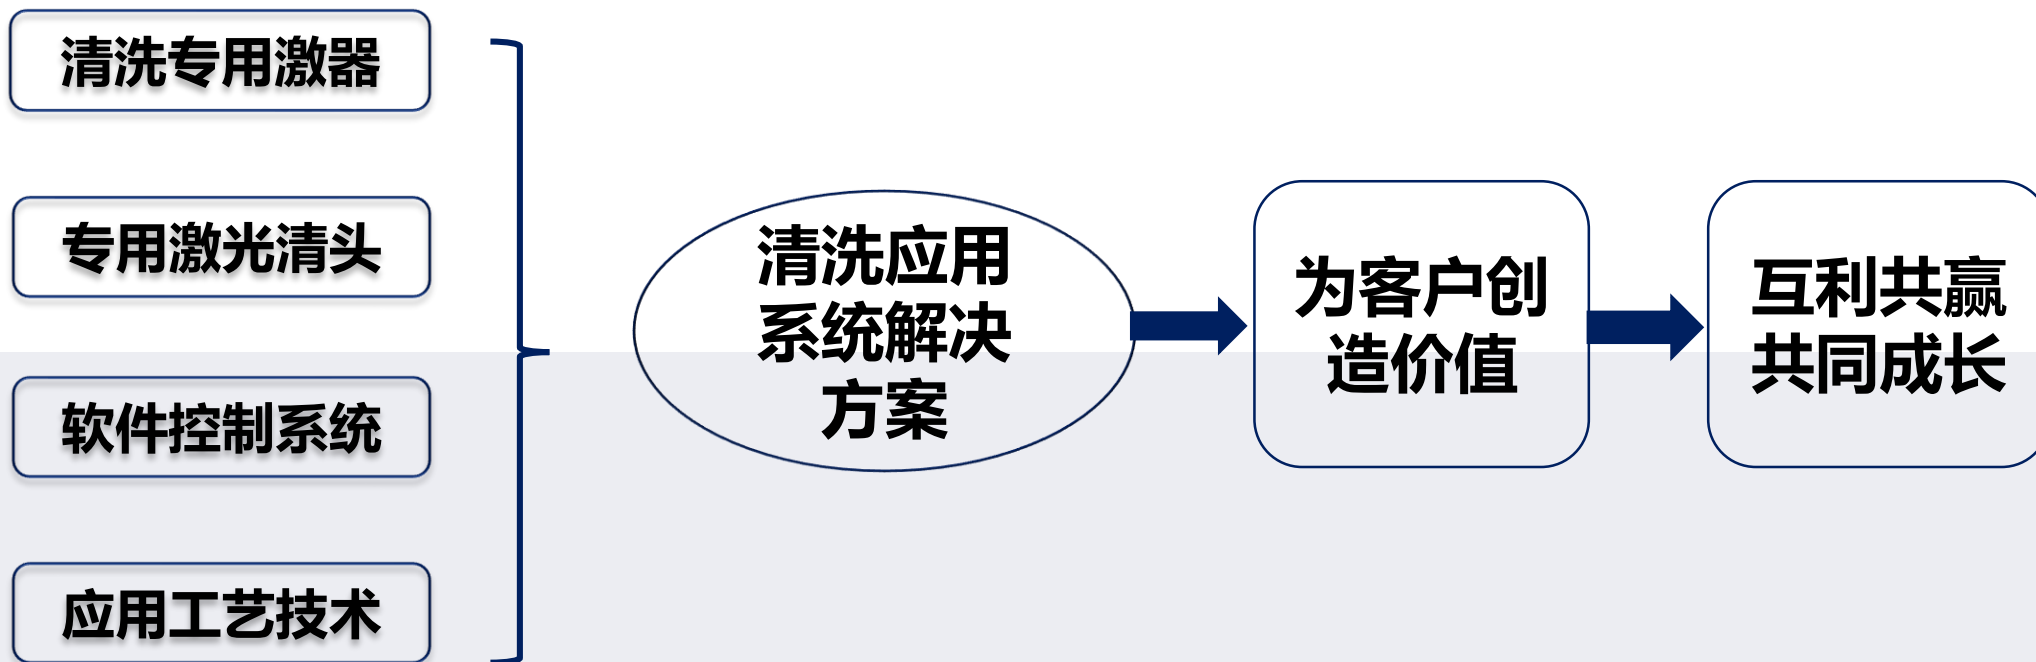 清洗专用激器
专用激光清头
软件控制系统
应用工艺技术
清洗应用
系统解决
方案
为客户创
造价值
互利共赢
共同成长